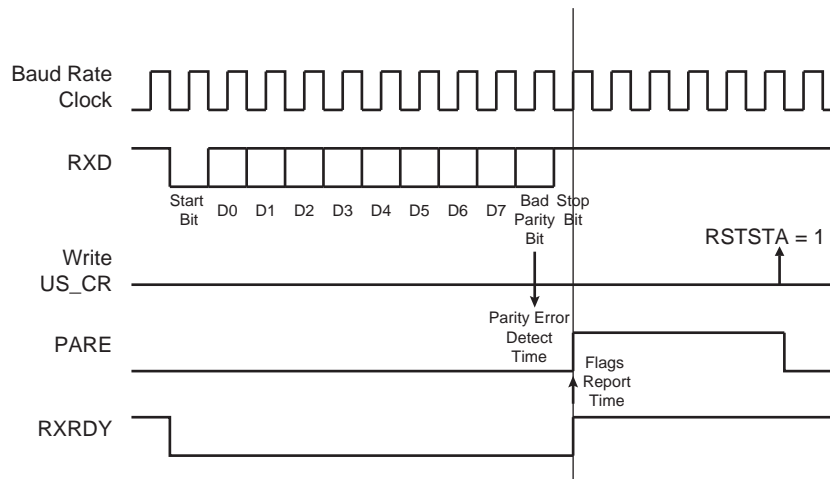 Baud Rate
Clock
RXD
Start
Bit
D0 D1 D2 D3 D4 D5 D6 D7
Bad
Parity
Bit
Stop
Bit
Write
US_CR
RSTSTA = 1
Parity Error
Detect
Time
PARE
Flags
Report
Time
RXRDY